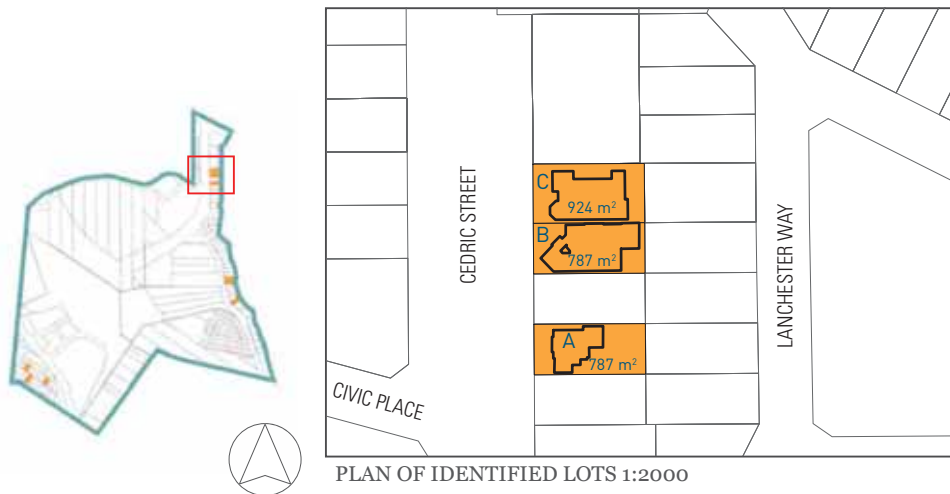 C
924 m²
B
787 m²
A
787 m²
CEDRIC STREET
LANCHESTER WAY
CIVIC PLACE
PLAN OF IDENTIFIED LOTS 1:2000